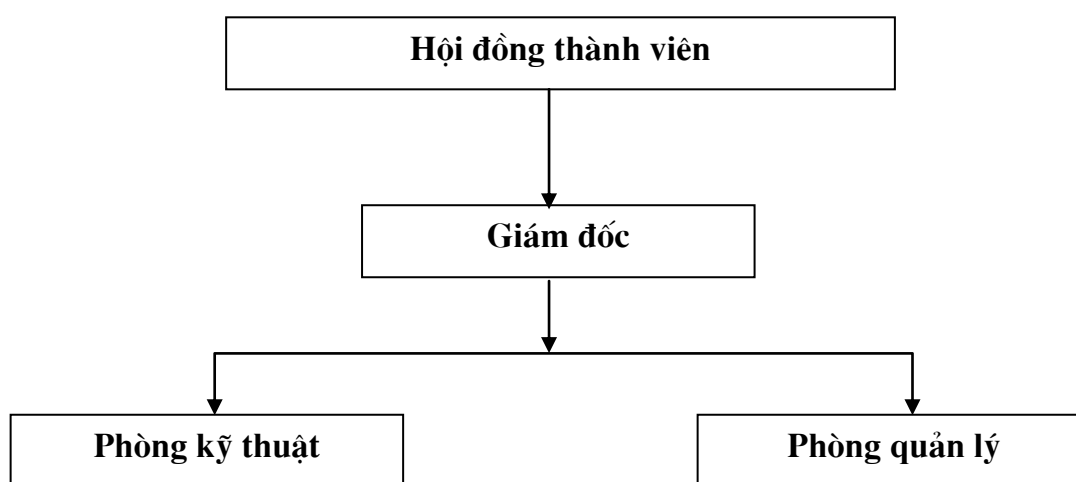 Hội đồng thành viên
Giám đốc
Phòng kỹ thuật
Phòng quản lý